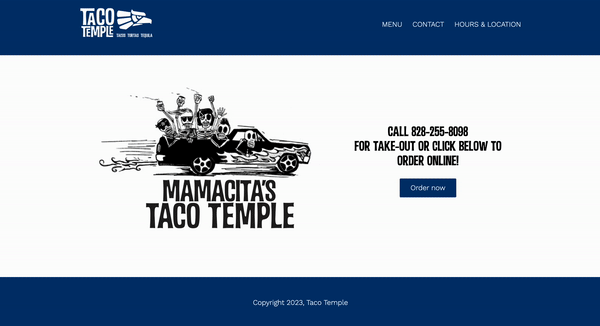 TACO
TEMPLE
TACOS TORTAS TEQUILA
MENU CONTACT HOURS & LOCATION
MAMACITA'S
TACO TEMPLE
CALL 828-255-8098
FOR TAKE-OUT OR CLICK BELOW TO
ORDER ONLINE!
Order now
Copyright 2023, Taco Temple